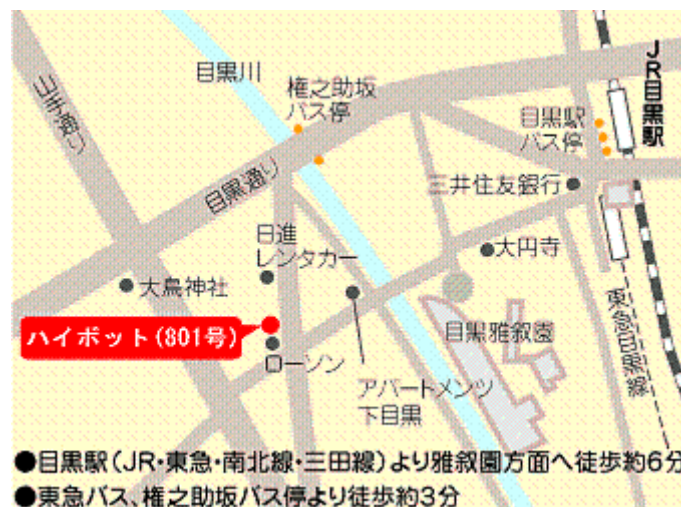 目黒川
権之助坂
バス停
JR目黒駅
山手通り
目黒駅
バス停
目黒通り
三井住友銀行
日進
レンタカー
大円寺
大鳥神社
東急目黒線
ハイポット(801号)
目黒雅叙園
ローソン
アパートメンツ
下目黒
●目黒駅(JR・東急・南北線・三田線)より雅叙園方面へ徒歩約6分
●東急バス、権之助坂バス停より徒歩約3分